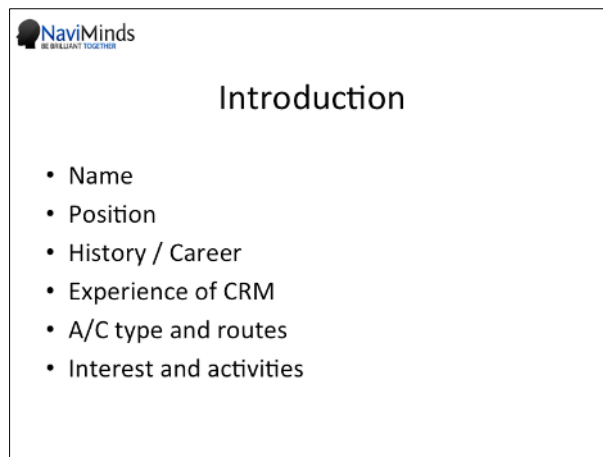 NaviMinds
BE BRILLIANT TOGETHER
Introduction
• Name
• Position
• History / Career
• Experience of CRM
• A/C type and routes
• Interest and activities